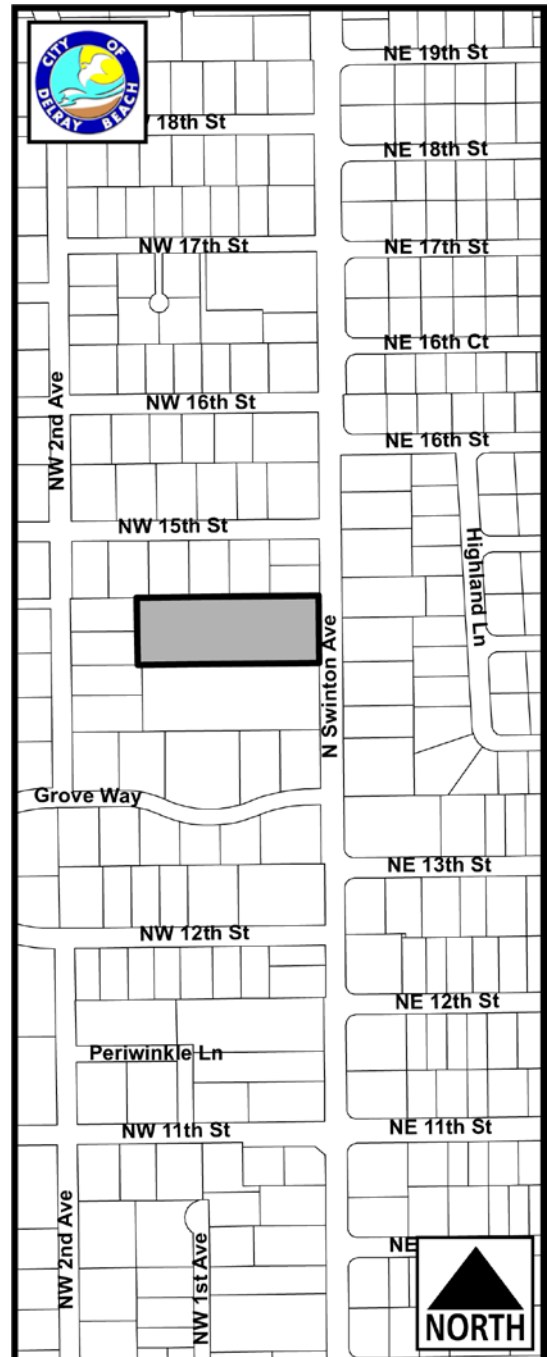 NE 19th St
CITY OF
DELRAY BEACH
18th St
NE 18th St
NW 17th St
NE 17th St
NE 16th Ct
NW 2nd Ave
NW 16th St
NE 16th St
NW 15th St
Highland Ln
N Swinton Ave
Grove Way
NE 13th St
NW 12th St
NE 12th St
Periwinkle Ln
NW 11th St
NE 11th St
NW 2nd Ave
NW 1st Ave
NE
NORTH